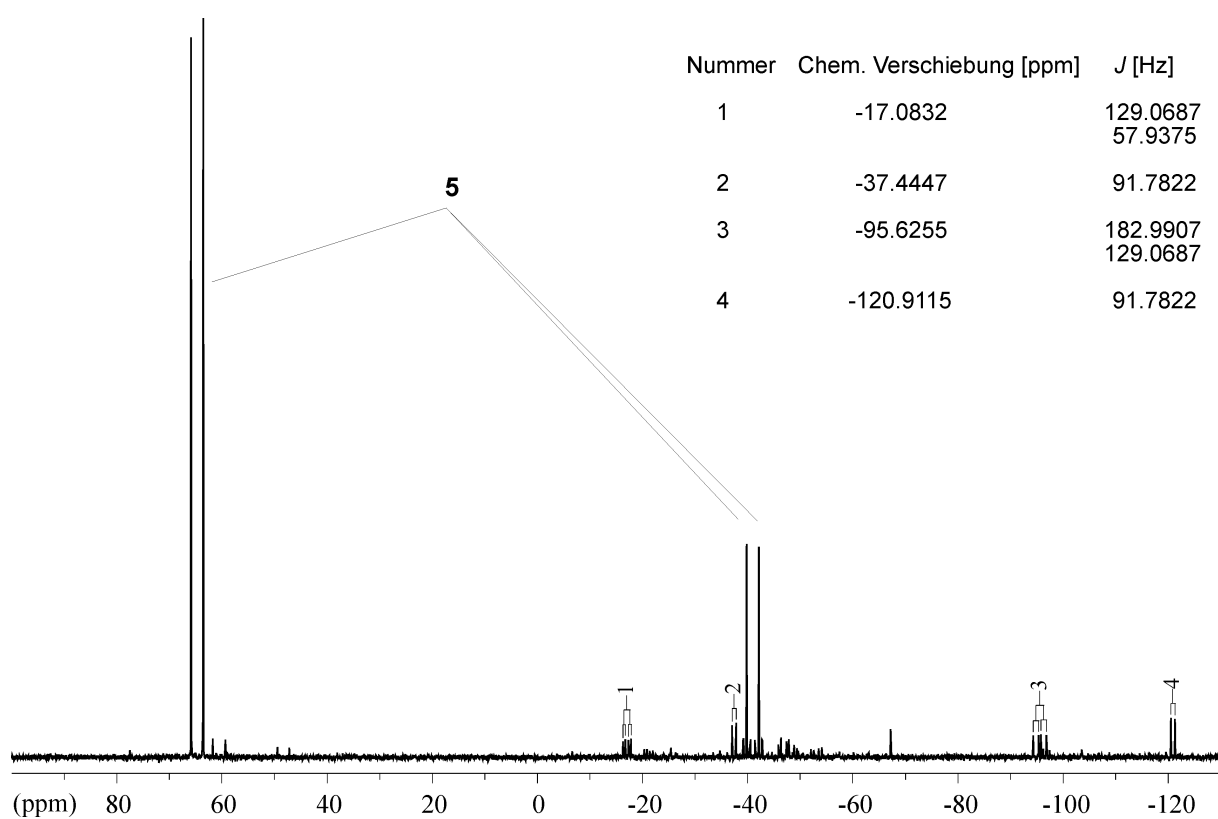 Nummer Chem. Verschiebung [ppm] J [Hz]
1 -17.0832 129.0687
57.9375
2 -37.4447 91.7822
3 -95.6255 182.9907
129.0687
4 -120.9115 91.7822
5
1
2
3
4
(ppm) 80 60 40 20 0 -20 -40 -60 -80 -100 -120